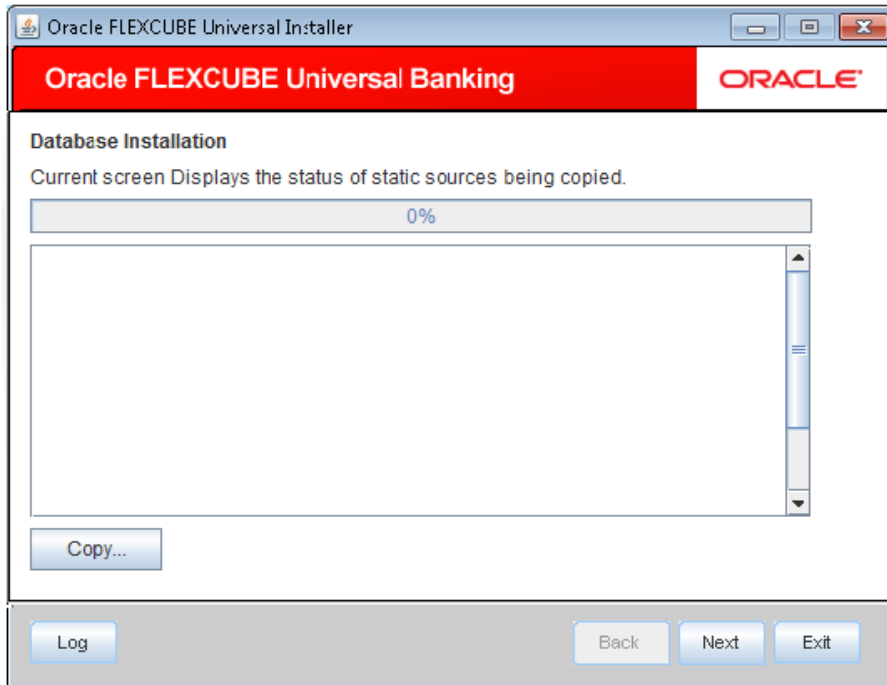 Oracle FLEXCUBE Universal Installer
Oracle FLEXCUBE Universal Banking
ORACLE
Database Installation
Current screen Displays the status of static sources being copied.
0%
Copy...
Log
Back
Next
Exit